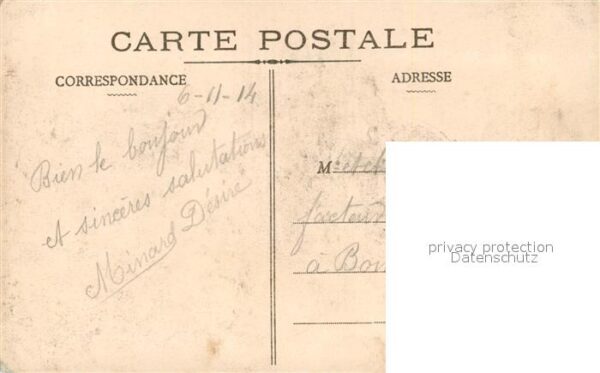 CARTE POSTALE
CORRESPONDANCE
ADRESSE
6-11-14
Bien le bonjour
et sincères salutations
Minard Désiré
M
facteur
a Bon
privacy protection
Datenschutz